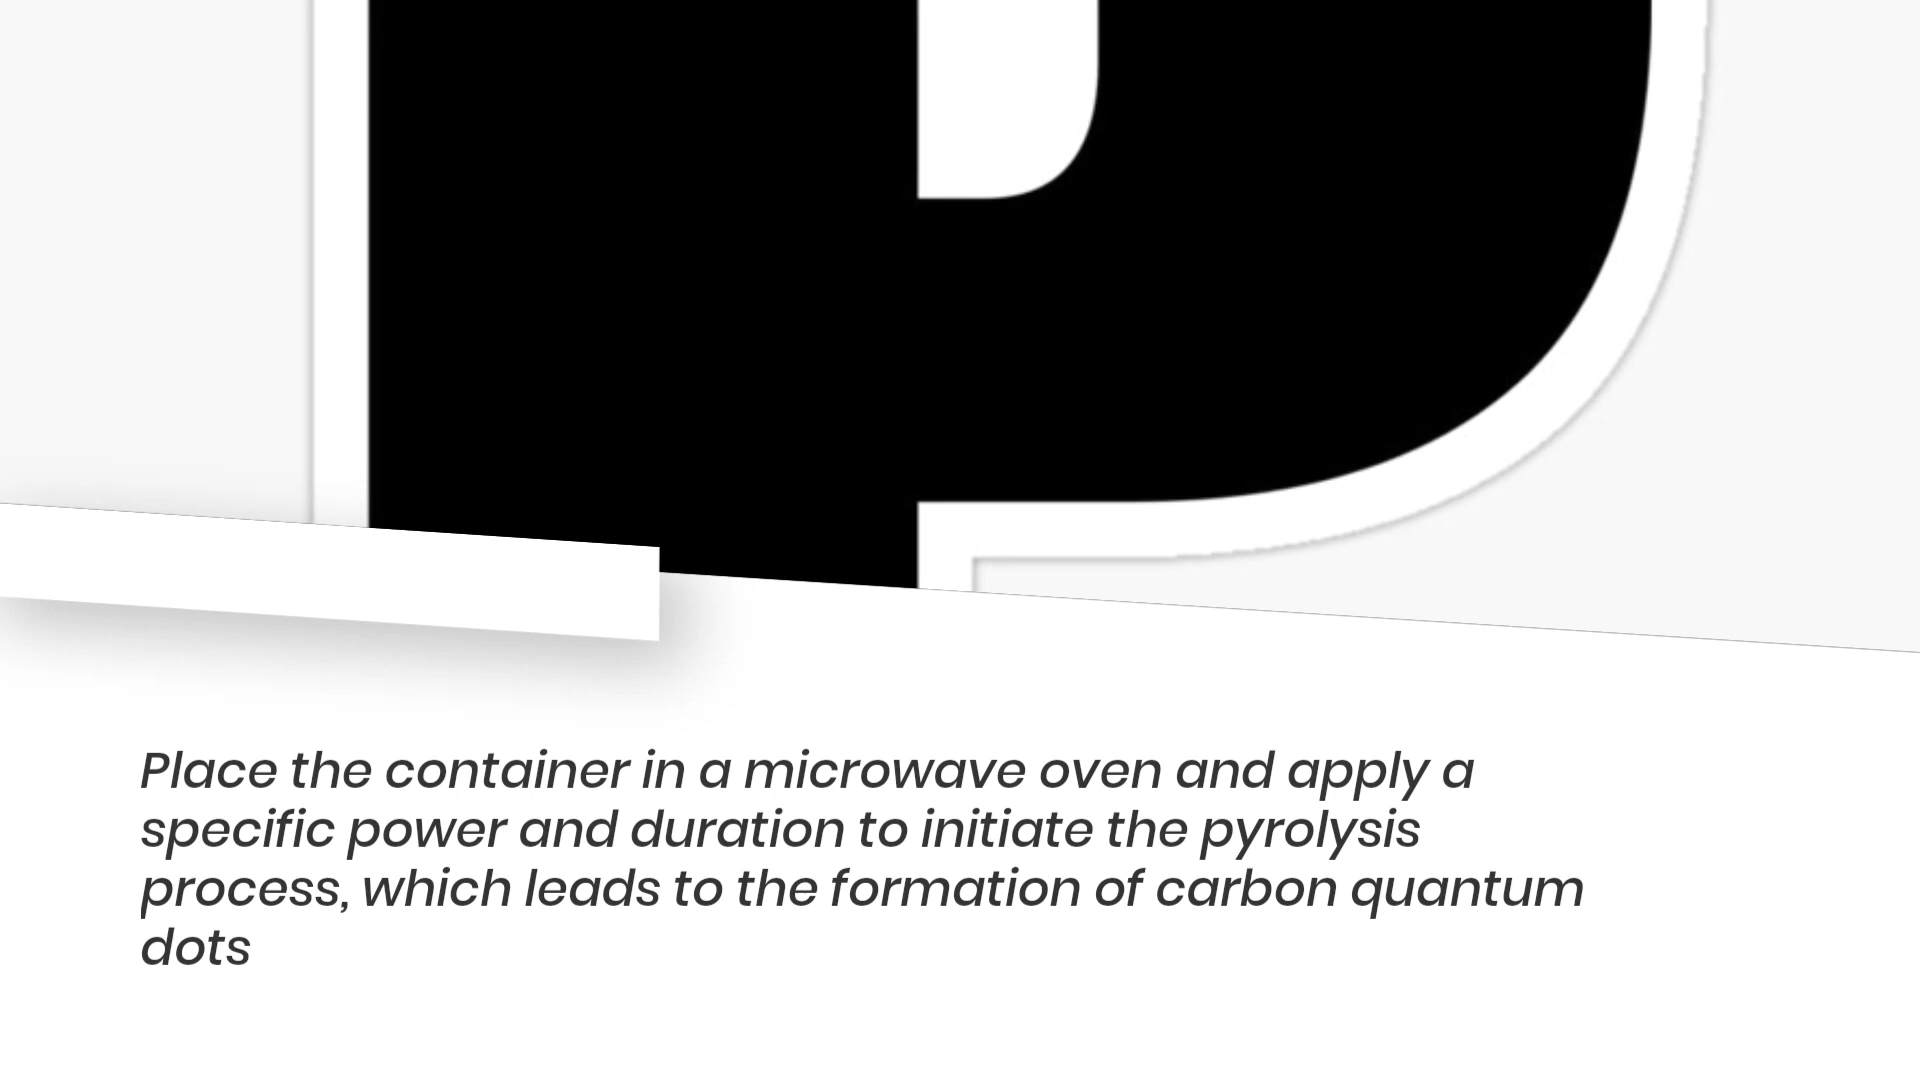 Place the container in a microwave oven and apply a
specific power and duration to initiate the pyrolysis
process, which leads to the formation of carbon quantum
dots